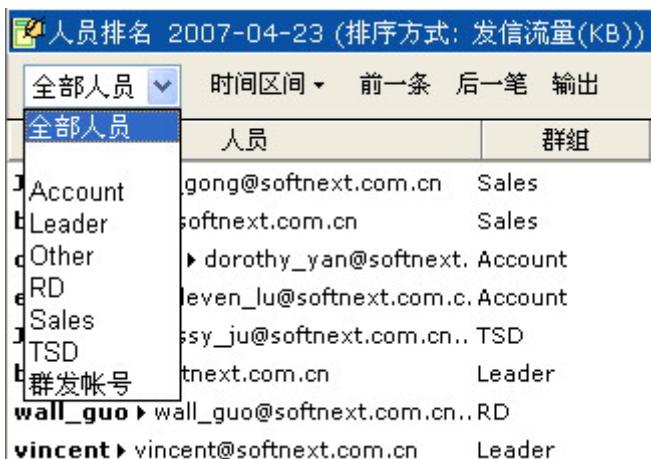 人员排名 2007-04-23 (排序方式: 发信流量(KB))
全部人员 时间区间 前一条 后一笔 输出
人员 群组
全部人员
Account
Leader
Other
RD
Sales
TSD
群发帐号
_gong@softnext.com.cn Sales
softnext.com.cn Sales
dorothy_yan@softnext. Account
leven_lu@softnext.com.c. Account
ssy_ju@softnext.com.cn.. TSD
tnext.com.cn Leader
wall_guo wall_guo@softnext.com.cn.. RD
vincent vincent@softnext.com.cn Leader